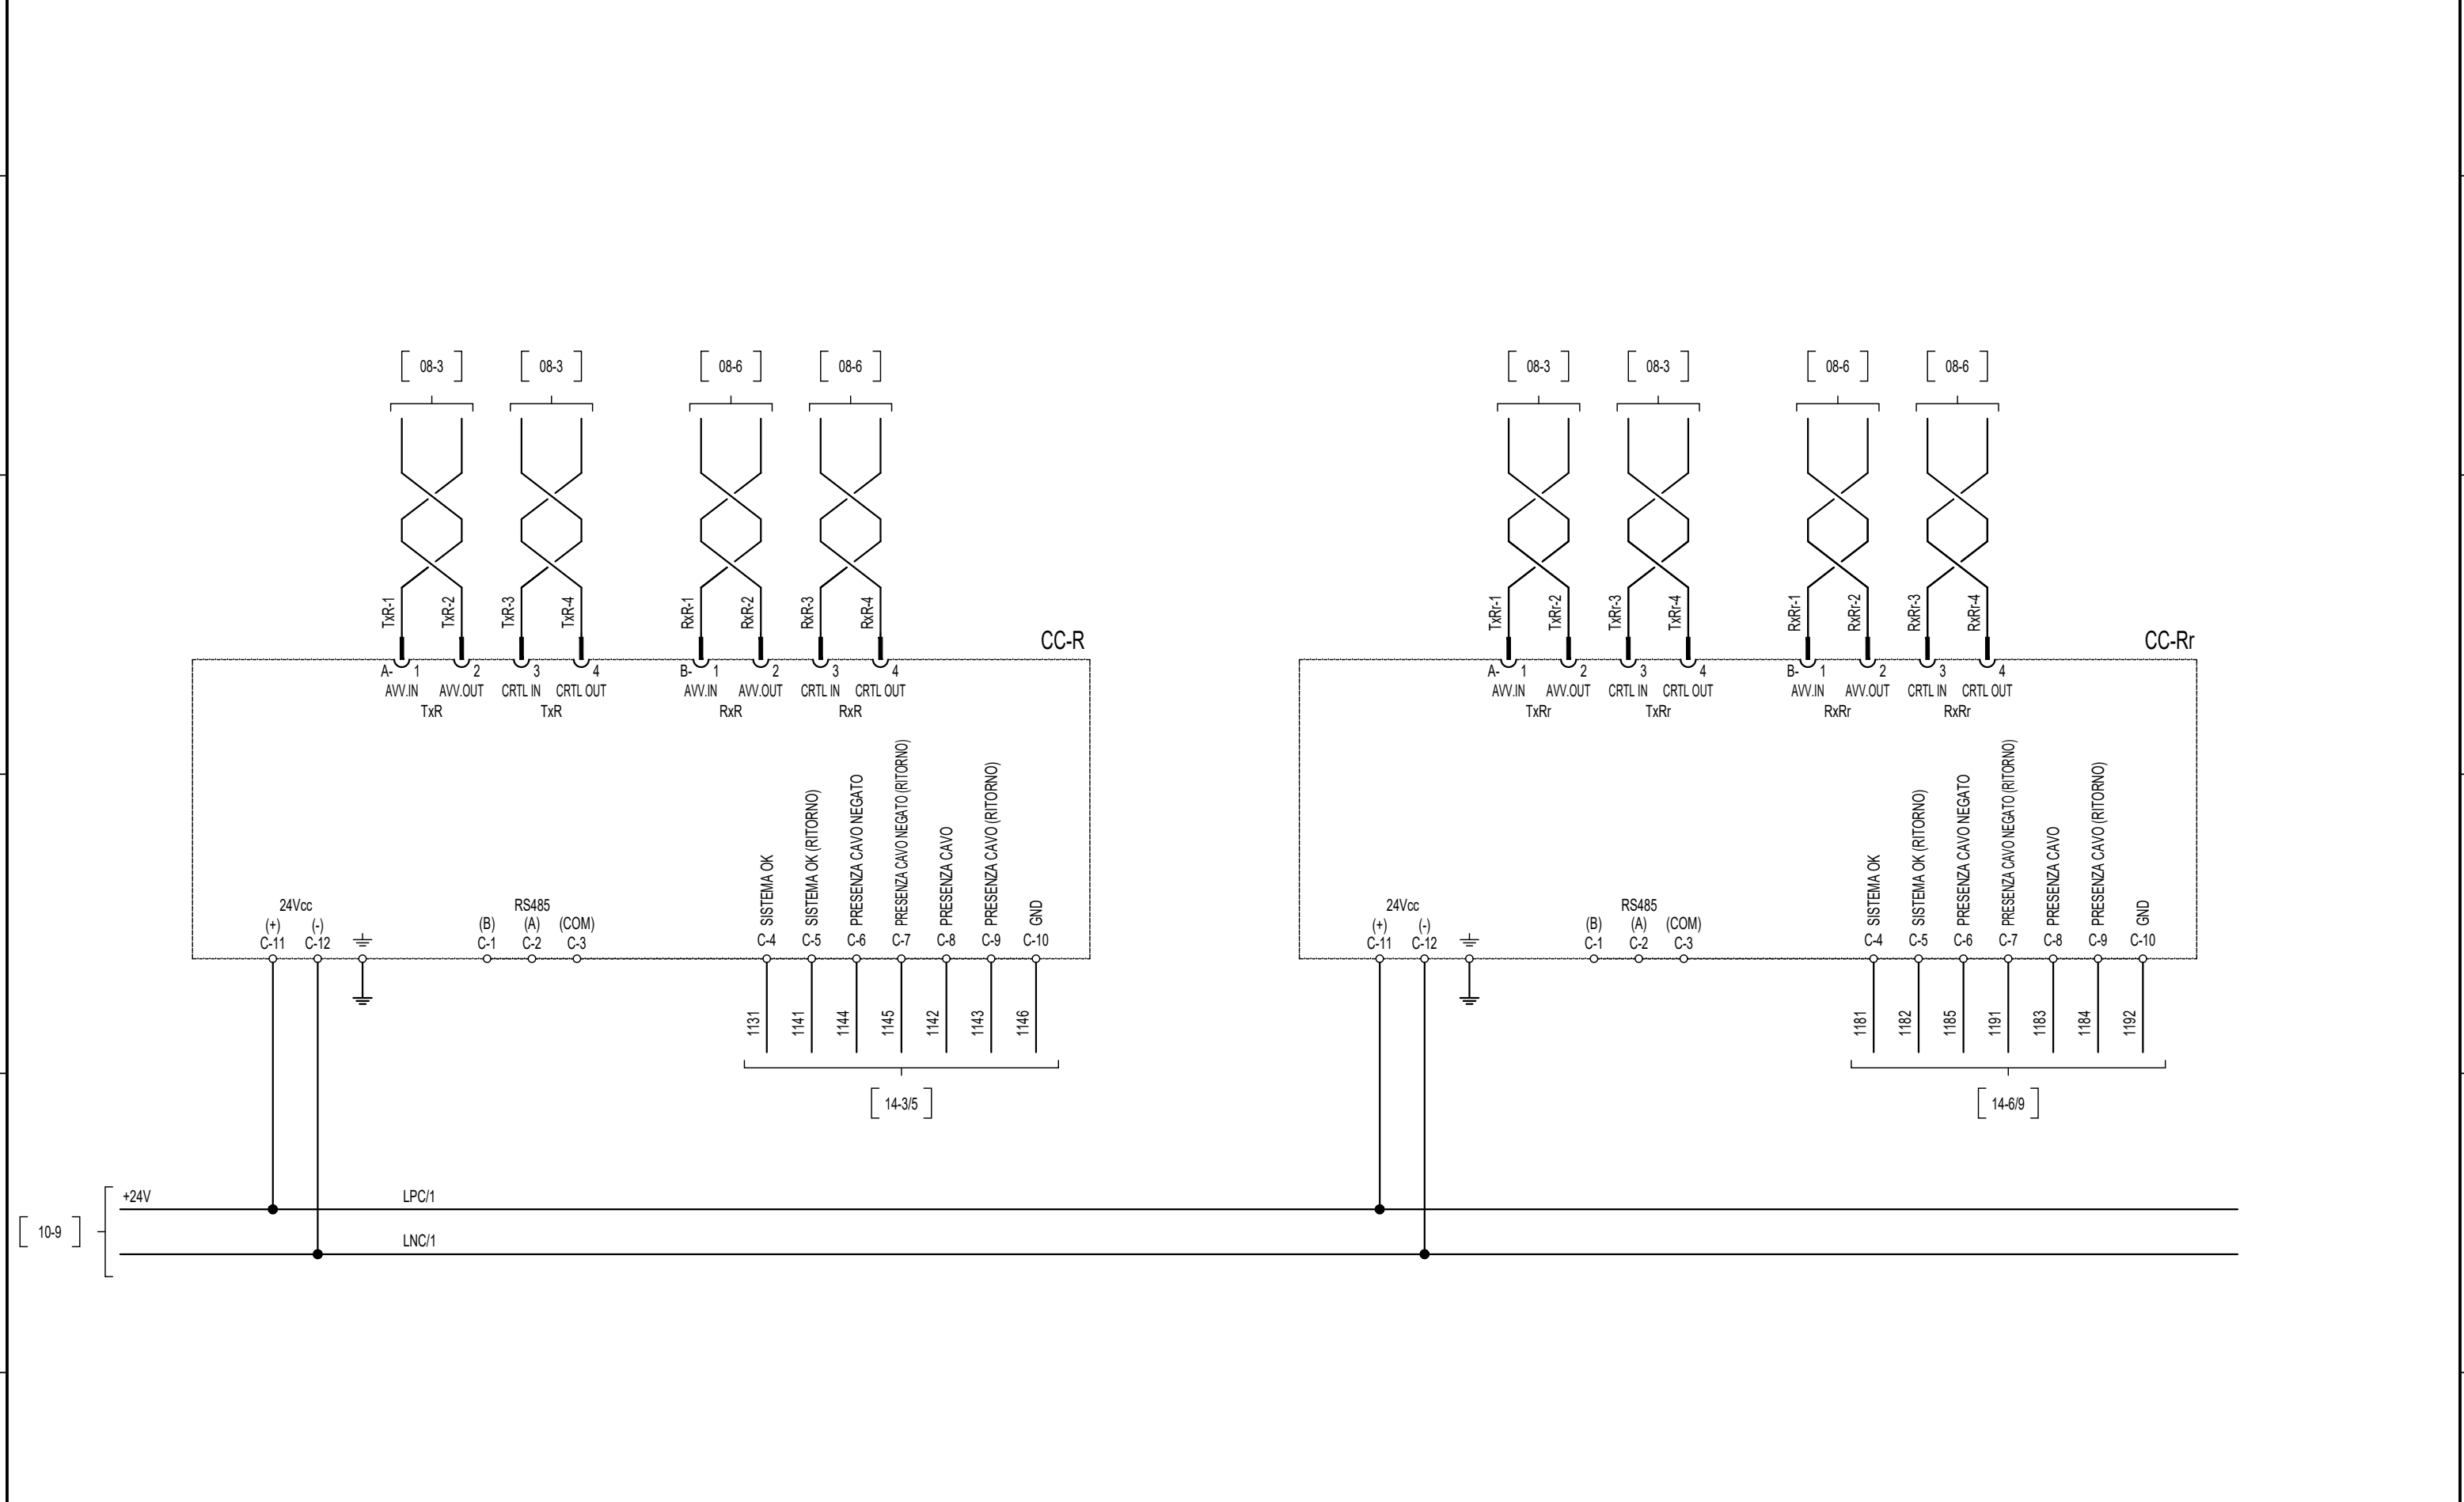 08-3 08-3 08-6 08-6 08-3 08-3 08-6 08-6
TxR-1 TxR-2 TxR-3 TxR-4 RxR-1 RxR-2 RxR-3 RxR-4 TxRr-1 TxRr-2 TxRr-3 TxRr-4 RxRr-1 RxRr-2 RxRr-3 RxRr-4
CC-R CC-Rr
A- 1 2 3 4 B- 1 2 3 4 A- 1 2 3 4 B- 1 2 3 4
AVV.IN AVV.OUT CRTL IN CRTL OUT AVV.IN AVV.OUT CRTL IN CRTL OUT AVV.IN AVV.OUT CRTL IN CRTL OUT AVV.IN AVV.OUT CRTL IN CRTL OUT
TxR TxR RxR RxR TxRr TxRr RxRr RxRr
SISTEMA OK
SISTEMA OK (RITORNO)
PRESENZA CAVO NEGATO
PRESENZA CAVO NEGATO (RITORNO)
PRESENZA CAVO
PRESENZA CAVO (RITORNO)
GND
SISTEMA OK
SISTEMA OK (RITORNO)
PRESENZA CAVO NEGATO
PRESENZA CAVO NEGATO (RITORNO)
PRESENZA CAVO
PRESENZA CAVO (RITORNO)
GND
24Vcc RS485 24Vcc RS485
(+) (-) (B) (A) (COM) (+) (-) (B) (A) (COM)
C-11 C-12 C-1 C-2 C-3 C-4 C-5 C-6 C-7 C-8 C-9 C-10 C-11 C-12 C-1 C-2 C-3 C-4 C-5 C-6 C-7 C-8 C-9 C-10
1131 1141 1144 1145 1142 1143 1146 1181 1182 1185 1191 1183 1184 1192
14-3/5 14-6/9
+24V LPC/1
10-9
LNC/1